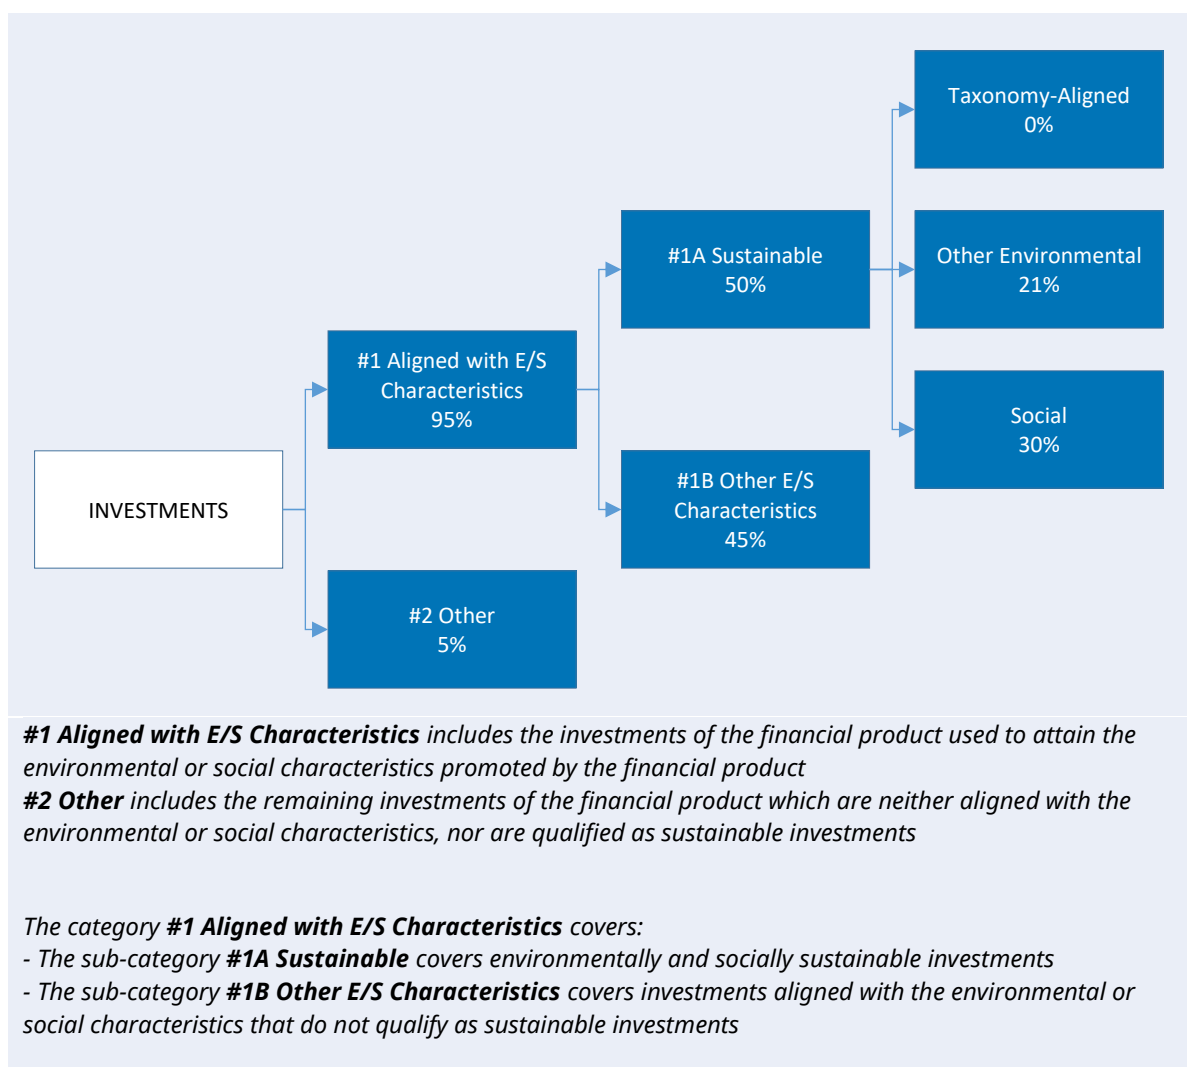 Taxonomy-Aligned
0%
#1A Sustainable
50%
Other Environmental
21%
#1 Aligned with E/S
Characteristics
95%
Social
30%
INVESTMENTS
#1B Other E/S
Characteristics
45%
#2 Other
5%
#1 Aligned with E/S Characteristics includes the investments of the financial product used to attain the
environmental or social characteristics promoted by the financial product
#2 Other includes the remaining investments of the financial product which are neither aligned with the
environmental or social characteristics, nor are qualified as sustainable investments
The category #1 Aligned with E/S Characteristics covers:
- The sub-category #1A Sustainable covers environmentally and socially sustainable investments
- The sub-category #1B Other E/S Characteristics covers investments aligned with the environmental or
social characteristics that do not qualify as sustainable investments